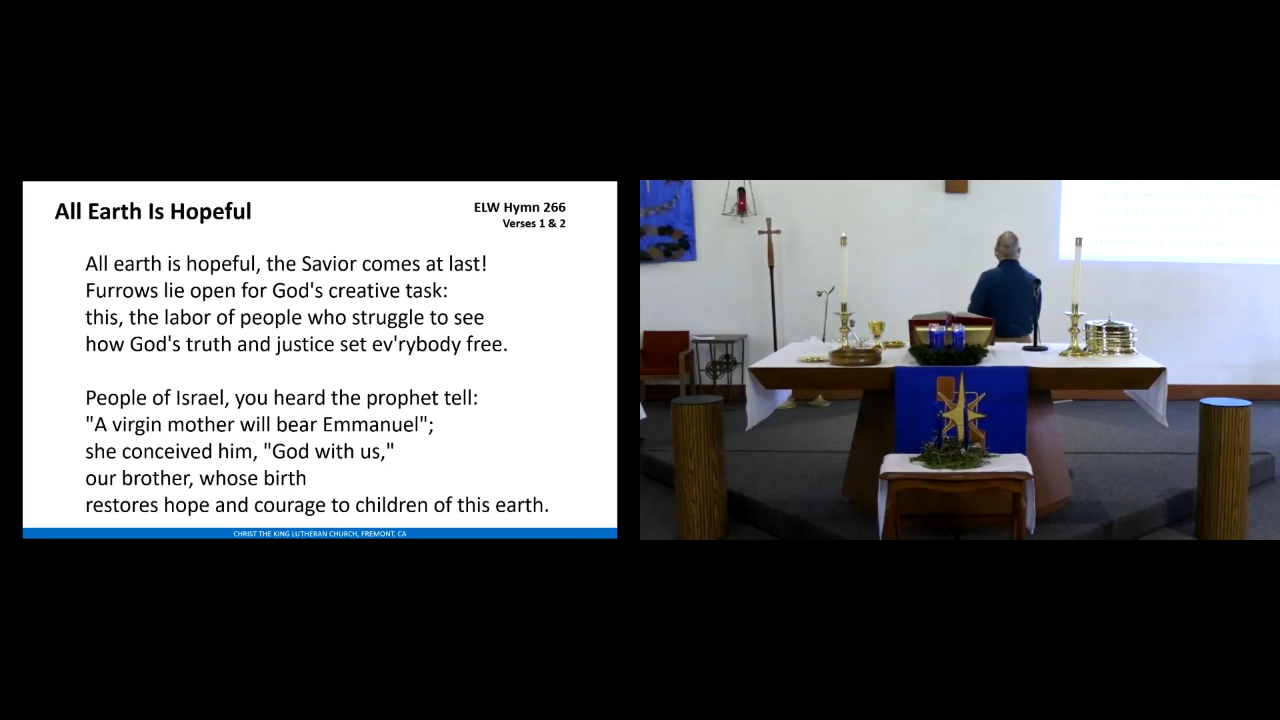 All Earth Is Hopeful
ELW Hymn 266
Verses 1 & 2
All earth is hopeful, the Savior comes at last!
Furrows lie open for God's creative task:
this, the labor of people who struggle to see
how God's truth and justice set ev'rybody free.
People of Israel, you heard the prophet tell:
"A virgin mother will bear Emmanuel";
she conceived him, "God with us,"
our brother, whose birth
restores hope and courage to children of this earth.
CHRIST THE KING LUTHERAN CHURCH, FREMONT, CA